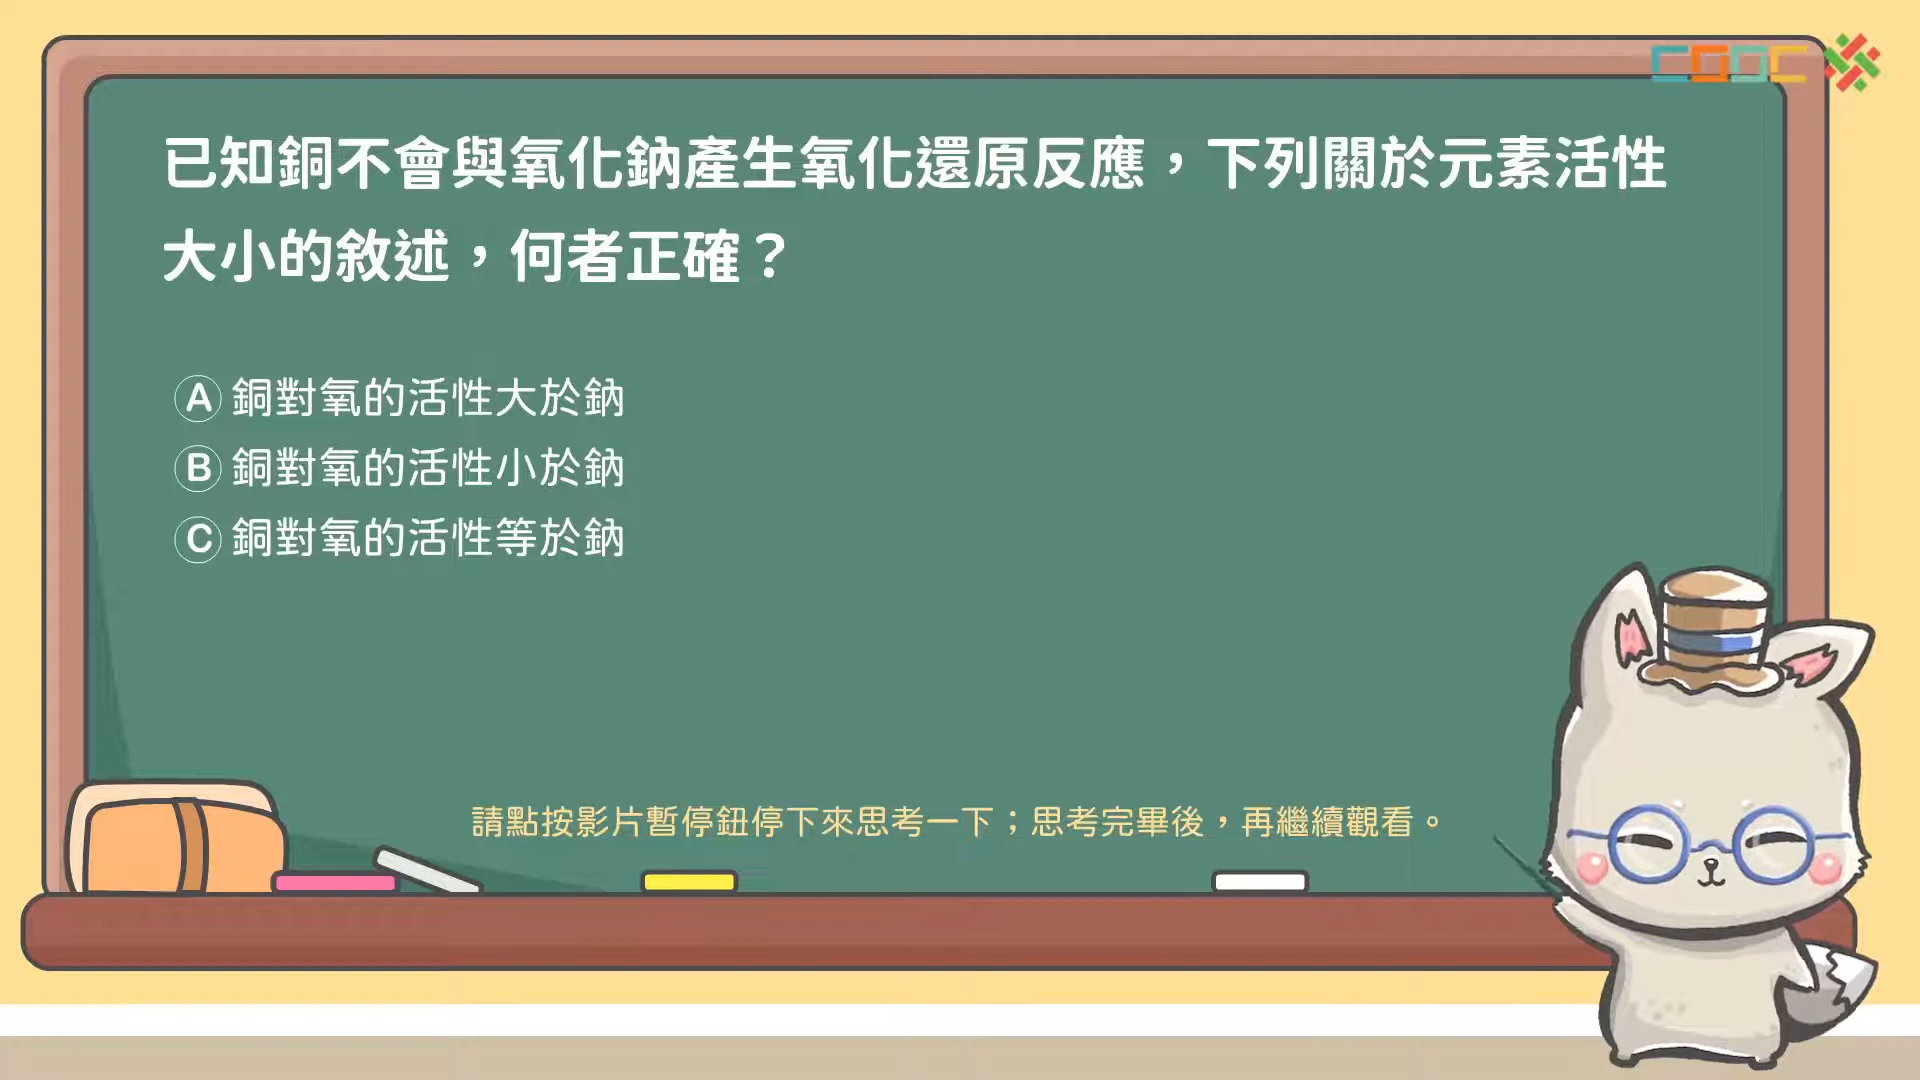 COOC
已知銅不會與氧化鈉產生氧化還原反應，下列關於元素活性
大小的敘述，何者正確？
Ⓐ 銅對氧的活性大於鈉
Ⓑ 銅對氧的活性小於鈉
Ⓒ 銅對氧的活性等於鈉
請點按影片暫停鈕停下來思考一下；思考完畢後，再繼續觀看。